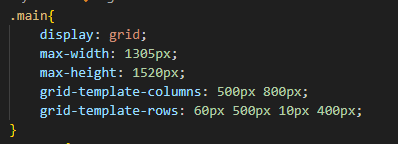 .main{
display: grid;
max-width: 1305px;
max-height: 1520px;
grid-template-columns: 500px 800px;
grid-template-rows: 60px 500px 10px 400px;
}